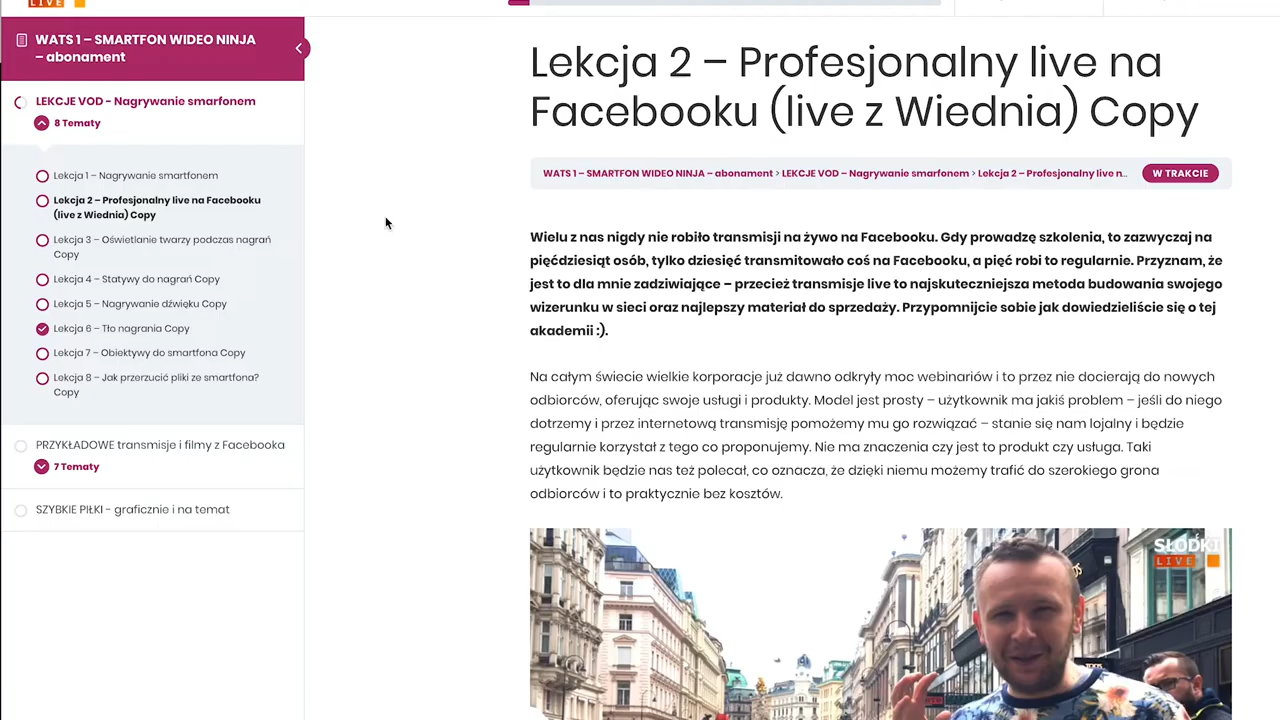 LIVE
WATS 1 – SMARTFON WIDEO NINJA
– abonament
LEKCJE VOD - Nagrywanie smarfonem
8 Tematy
Lekcja 1 – Nagrywanie smartfonem
Lekcja 2 – Profesjonalny live na Facebooku
(live z Wiednia) Copy
Lekcja 3 – Oświetlanie twarzy podczas nagrań
Copy
Lekcja 4 – Statywy do nagrań Copy
Lekcja 5 – Nagrywanie dźwięku Copy
Lekcja 6 – Tło nagrania Copy
Lekcja 7 – Obiektywy do smartfona Copy
Lekcja 8 – Jak przerzucić pliki ze smartfona?
Copy
PRZYKŁADOWE transmisje i filmy z Facebooka
7 Tematy
SZYBKIE PIŁKI - graficznie i na temat
Lekcja 2 – Profesjonalny live na
Facebooku (live z Wiednia) Copy
WATS 1 – SMARTFON WIDEO NINJA – abonament > LEKCJE VOD – Nagrywanie smarfonem > Lekcja 2 – Profesjonalny live n...
W TRAKCIE
Wielu z nas nigdy nie robiło transmisji na żywo na Facebooku. Gdy prowadzę szkolenia, to zazwyczaj na
pięćdziesiąt osób, tylko dziesięć transmitowało coś na Facebooku, a pięć robi to regularnie. Przyznam, że
jest to dla mnie zadziwiające – przecież transmisje live to najskuteczniejsza metoda budowania swojego
wizerunku w sieci oraz najlepszy materiał do sprzedaży. Przypomnijcie sobie jak dowiedzieliście się o tej
akademii :).
Na całym świecie wielkie korporacje już dawno odkryły moc webinariów i to przez nie docierają do nowych
odbiorców, oferując swoje usługi i produkty. Model jest prosty – użytkownik ma jakiś problem – jeśli do niego
dotrzemy i przez internetową transmisję pomożemy mu go rozwiązać – stanie się nam lojalny i będzie
regularnie korzystał z tego co proponujemy. Nie ma znaczenia czy jest to produkt czy usługa. Taki
użytkownik będzie nas też polecał, co oznacza, że dzięki niemu możemy trafić do szerokiego grona
odbiorców i to praktycznie bez kosztów.
SŁODKI
LIVE